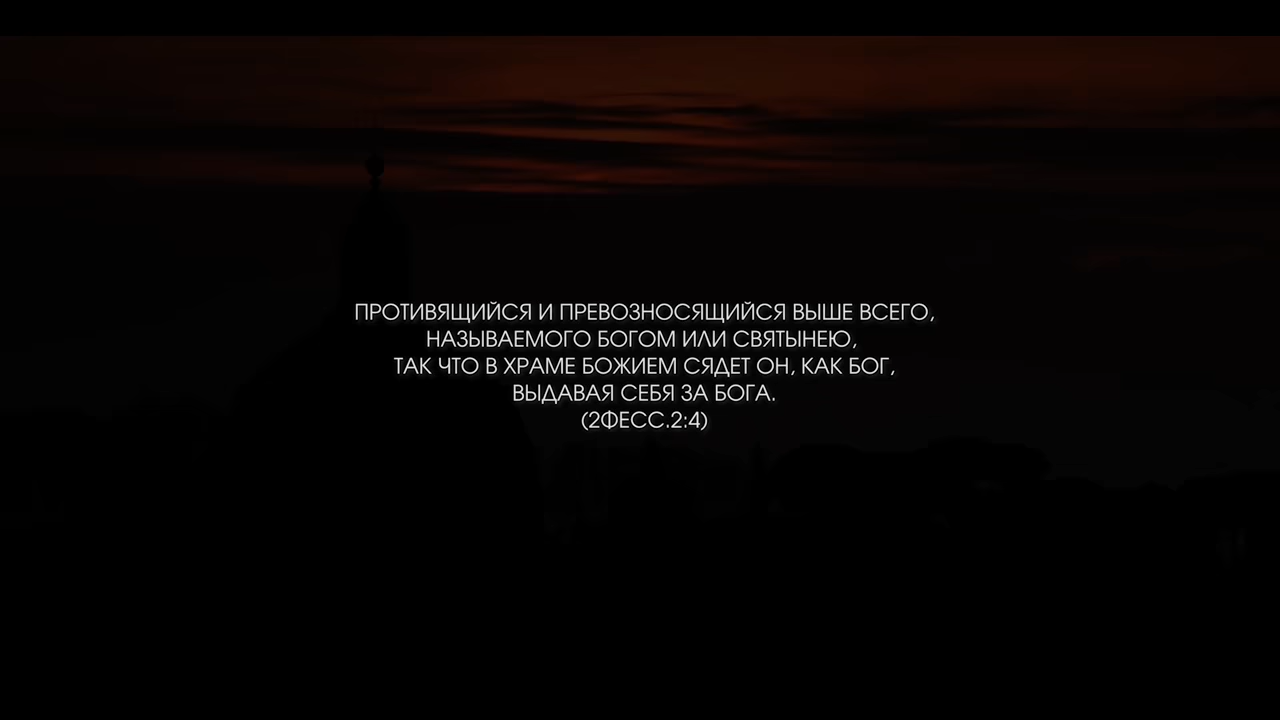 ПРОТИВЯЩИЙСЯ И ПРЕВОЗНОСЯЩИЙСЯ ВЫШЕ ВСЕГО,
НАЗЫВАЕМОГО БОГОМ ИЛИ СВЯТЫНЕЮ,
ТАК ЧТО В ХРАМЕ БОЖИЕМ СЯДЕТ ОН, КАК БОГ,
ВЫДАВАЯ СЕБЯ ЗА БОГА.
(2ФЕСС.2:4)